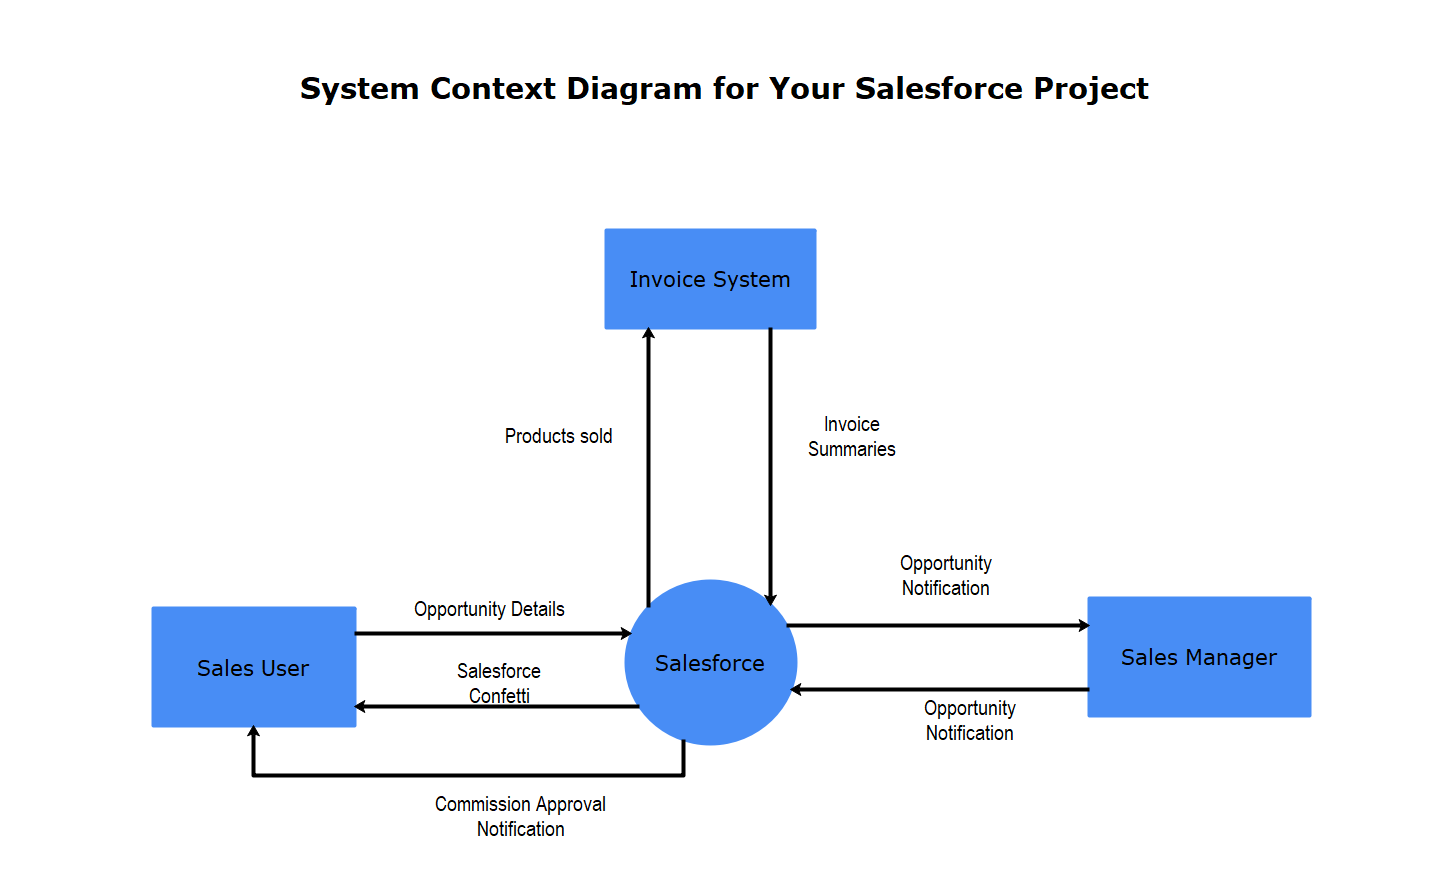 System Context Diagram for Your Salesforce Project
Invoice System
Products sold
Invoice
Summaries
Opportunity
Notification
Opportunity Details
Sales User
Salesforce
Confetti
Salesforce
Sales Manager
Opportunity
Notification
Commission Approval
Notification